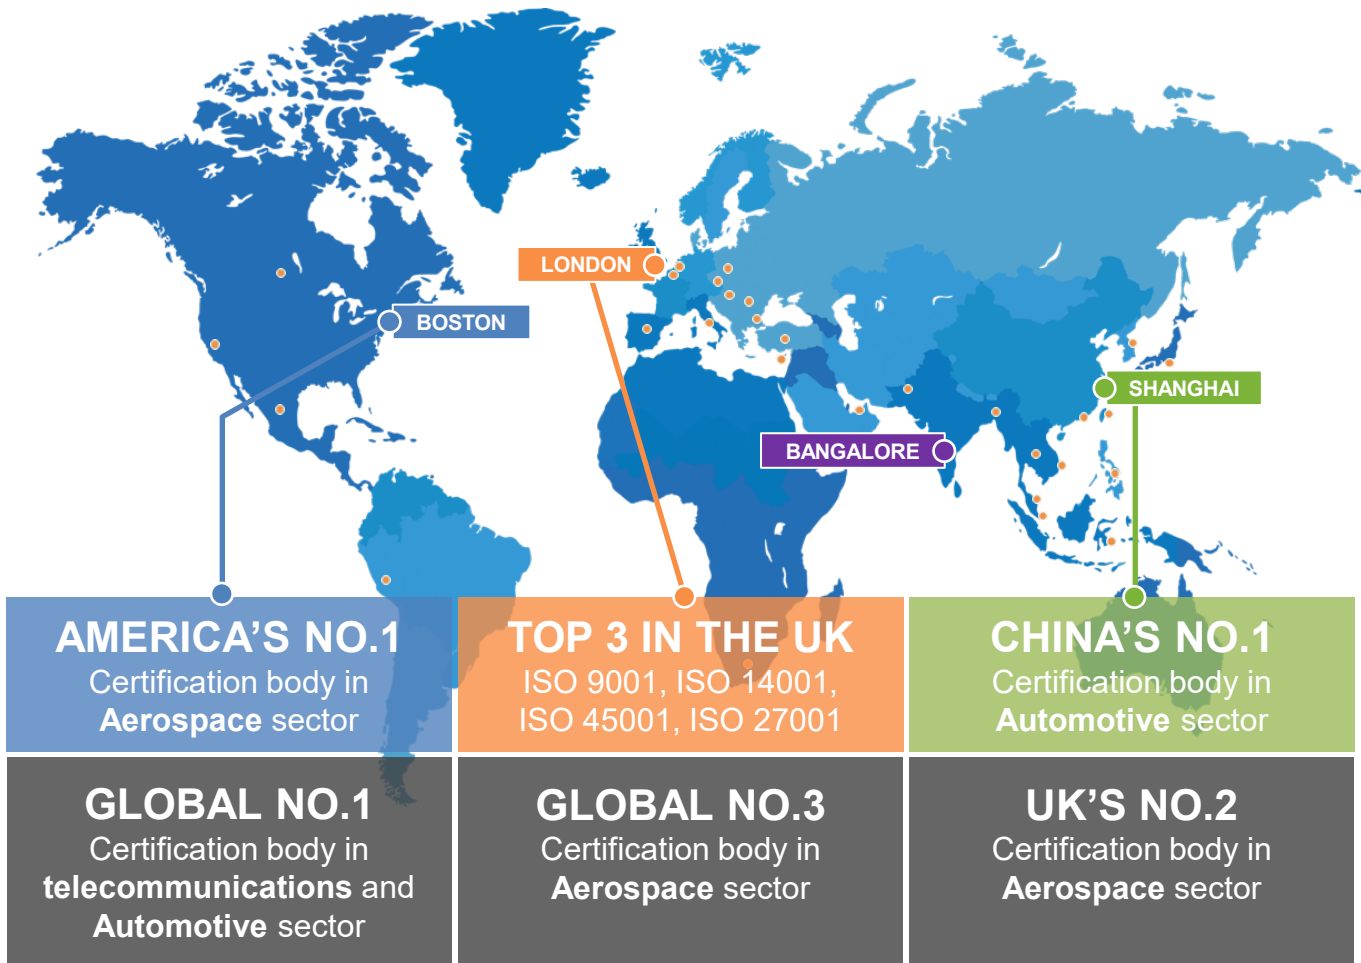 LONDON
BOSTON
SHANGHAI
BANGALORE
AMERICA’S NO.1
Certification body in
Aerospace sector
TOP 3 IN THE UK
ISO 9001, ISO 14001,
ISO 45001, ISO 27001
CHINA’S NO.1
Certification body in
Automotive sector
GLOBAL NO.1
Certification body in
telecommunications and
Automotive sector
GLOBAL NO.3
Certification body in
Aerospace sector
UK’S NO.2
Certification body in
Aerospace sector